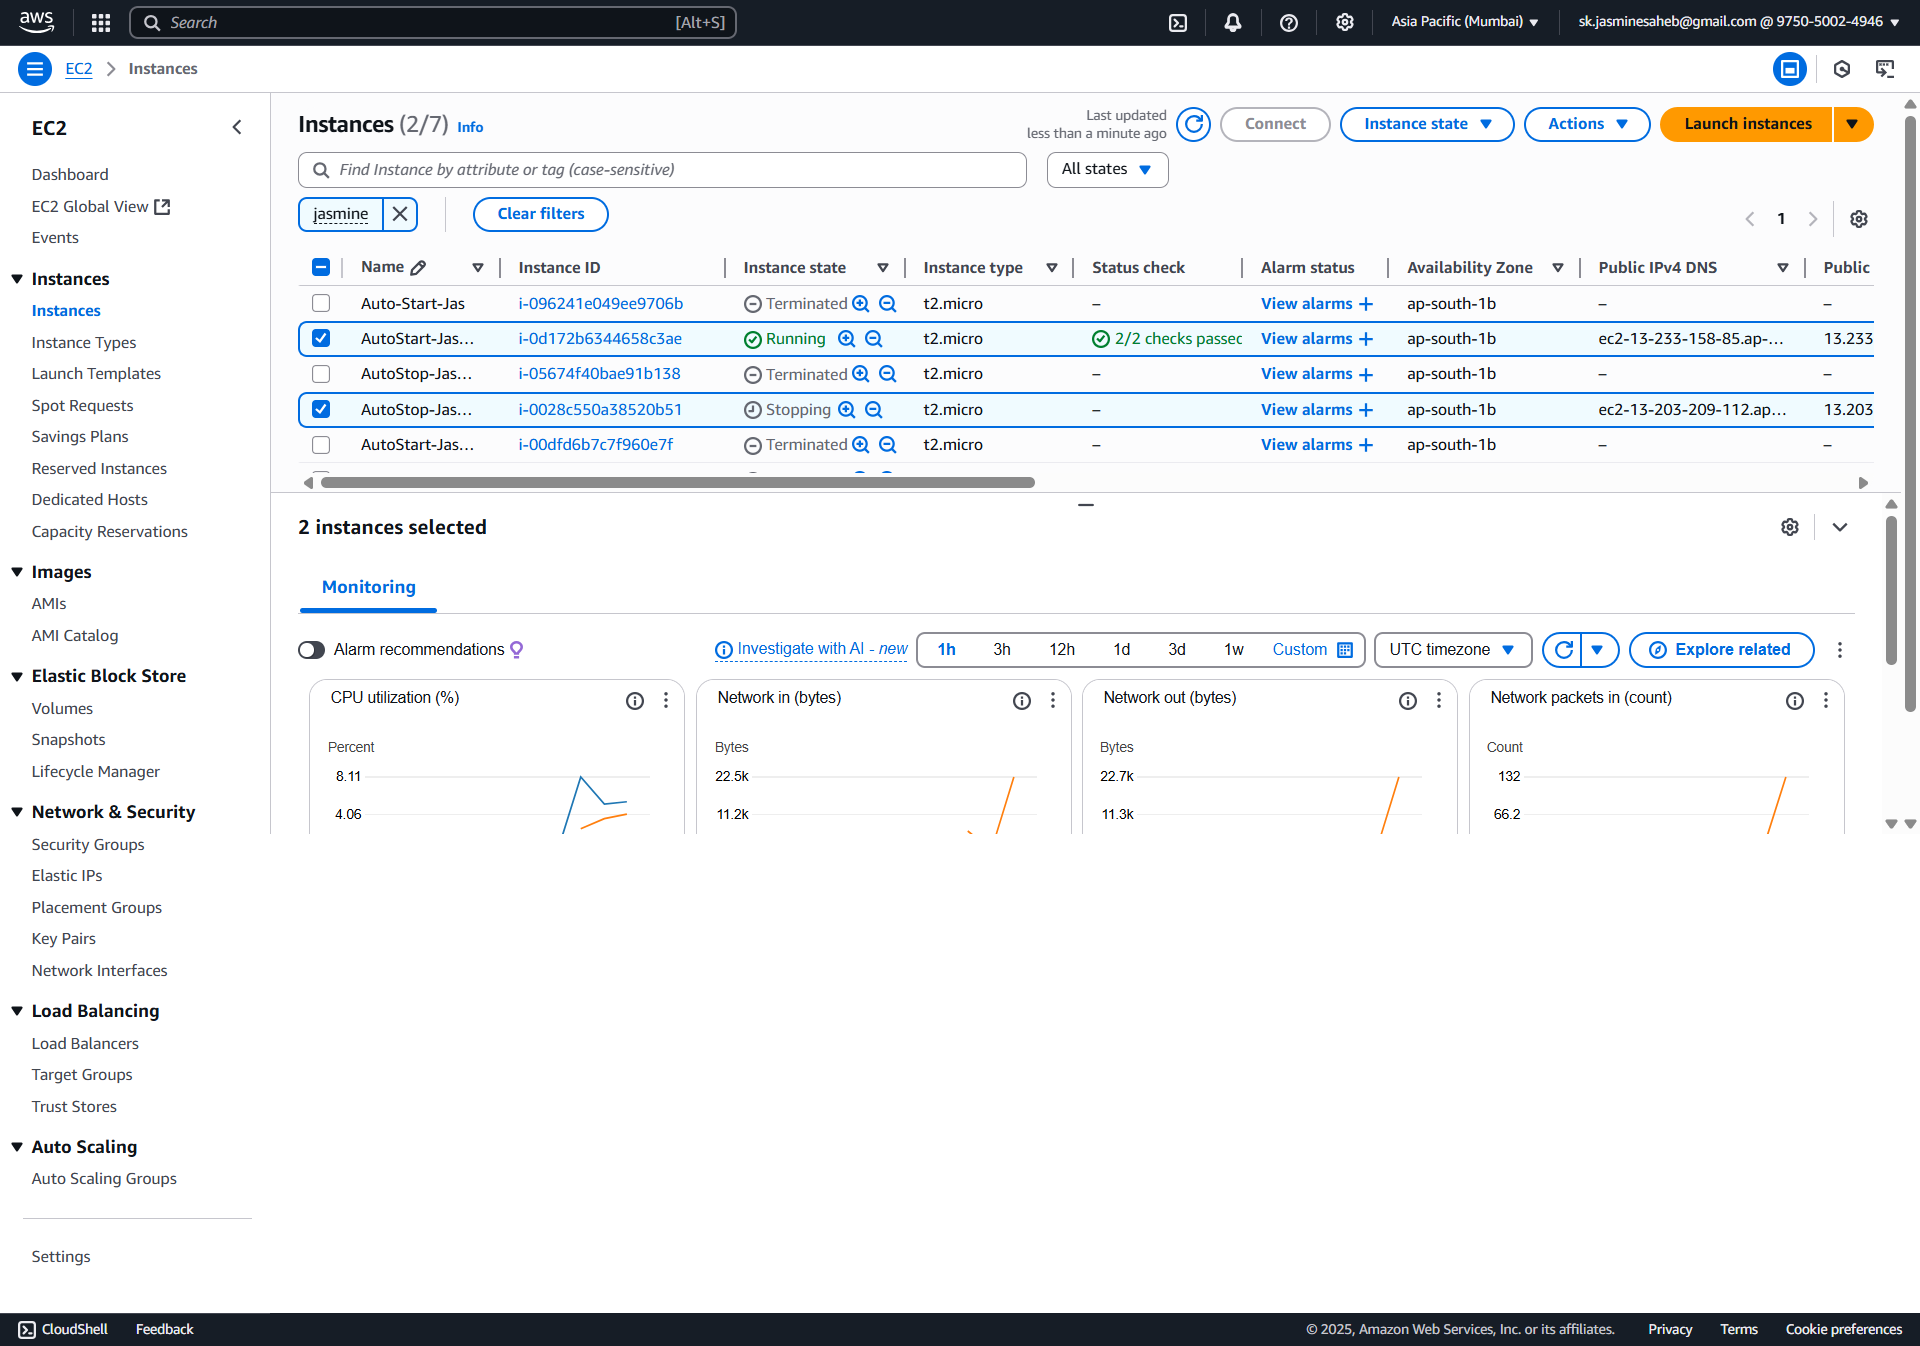 aws Search [Alt+S] Asia Pacific (Mumbai) sk.jasminesaheb@gmail.com @ 9750-5002-4946
EC2 Instances
EC2
Dashboard
EC2 Global View
Events
Instances
Instances
Instance Types
Launch Templates
Spot Requests
Savings Plans
Reserved Instances
Dedicated Hosts
Capacity Reservations
Images
AMIs
AMI Catalog
Elastic Block Store
Volumes
Snapshots
Lifecycle Manager
Network & Security
Security Groups
Elastic IPs
Placement Groups
Key Pairs
Network Interfaces
Load Balancing
Load Balancers
Target Groups
Trust Stores
Auto Scaling
Auto Scaling Groups
Settings
Instances (2/7) Info
Last updated
less than a minute ago
Connect Instance state Actions Launch instances
Find Instance by attribute or tag (case-sensitive) All states
jasmine Clear filters 1
Name Instance ID Instance state Instance type Status check Alarm status Availability Zone Public IPv4 DNS Public
Auto-Start-Jas i-096241e049ee9706b Terminated t2.micro – View alarms + ap-south-1b – –
AutoStart-Jas... i-0d172b6344658c3ae Running t2.micro 2/2 checks passed View alarms + ap-south-1b ec2-13-233-158-85.ap-... 13.233
AutoStop-Jas... i-05674f40bae91b138 Terminated t2.micro – View alarms + ap-south-1b – –
AutoStop-Jas... i-0028c550a38520b51 Stopping t2.micro – View alarms + ap-south-1b ec2-13-203-209-112.ap... 13.203
AutoStart-Jas... i-00dfd6b7c7f960e7f Terminated t2.micro – View alarms + ap-south-1b – –
2 instances selected
Monitoring
Alarm recommendations Investigate with AI - new 1h 3h 12h 1d 3d 1w Custom UTC timezone Explore related
CPU utilization (%)
Percent
8.11
4.06
Network in (bytes)
Bytes
22.5k
11.2k
Network out (bytes)
Bytes
22.7k
11.3k
Network packets in (count)
Count
132
66.2
CloudShell Feedback © 2025, Amazon Web Services, Inc. or its affiliates. Privacy Terms Cookie preferences